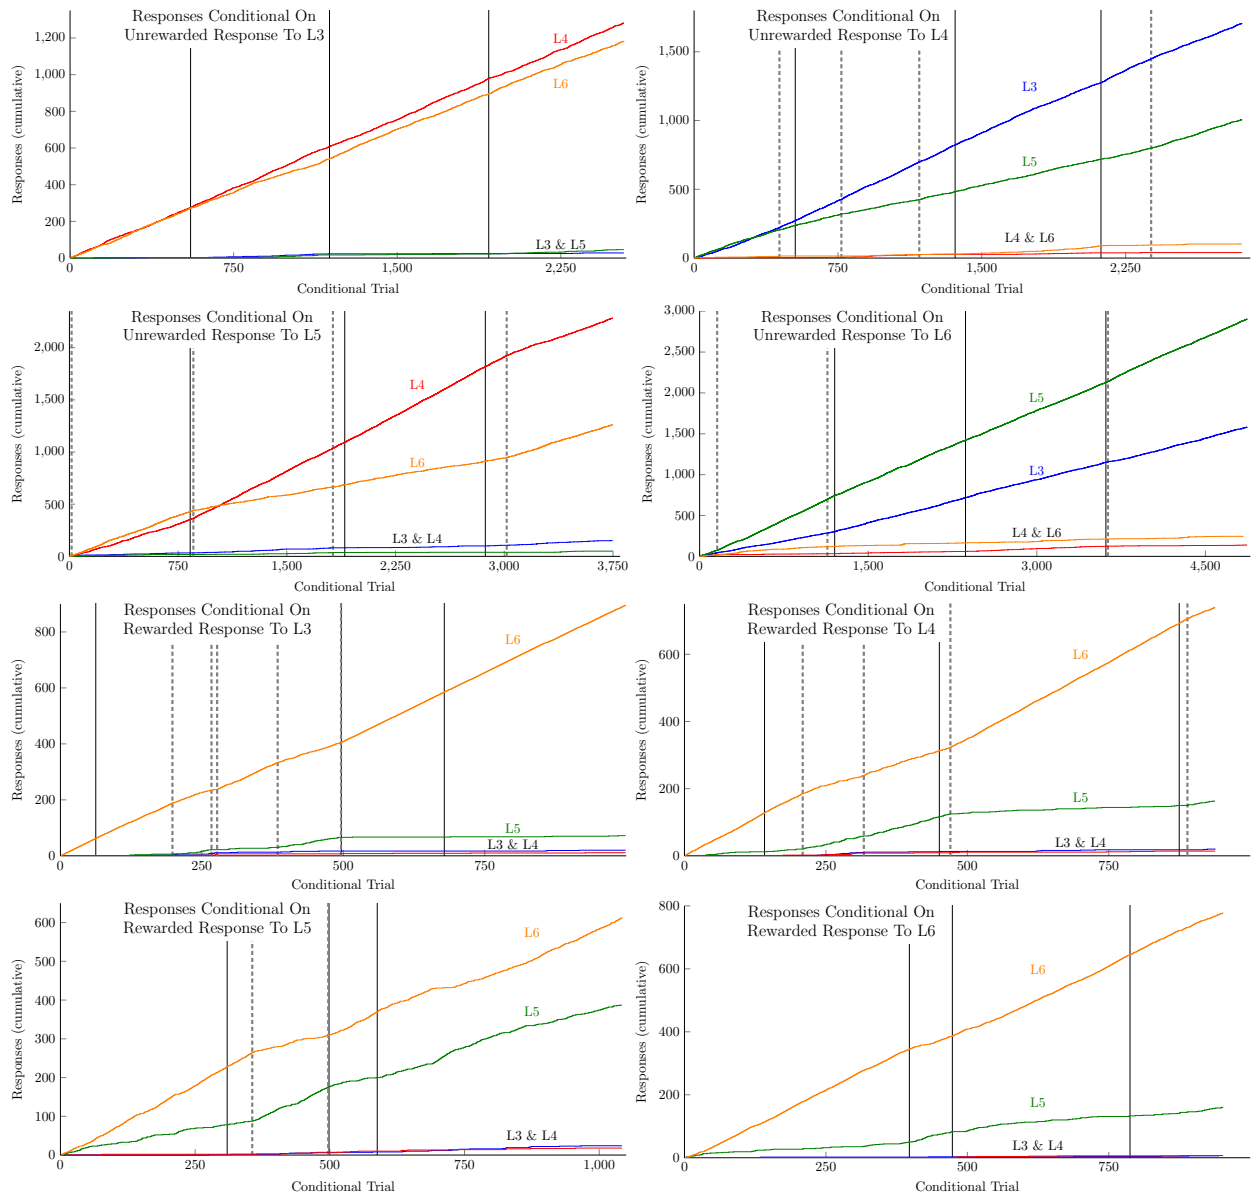 Responses Conditional On
Unrewarded Response To L3
Responses (cumulative)
1,200
1,000
800
600
400
200
0
L4
L6
L3 & L5
0 750 1,500 2,250
Conditional Trial
Responses Conditional On
Unrewarded Response To L4
Responses (cumulative)
1,500
1,000
500
0
L3
L5
L4 & L6
0 750 1,500 2,250
Conditional Trial
Responses Conditional On
Unrewarded Response To L5
Responses (cumulative)
2,000
1,500
1,000
500
0
L4
L6
L3 & L4
0 750 1,500 2,250 3,000 3,750
Conditional Trial
Responses Conditional On
Unrewarded Response To L6
Responses (cumulative)
3,000
2,500
2,000
1,500
1,000
500
0
L5
L3
L4 & L6
0 1,500 3,000 4,500
Conditional Trial
Responses Conditional On
Rewarded Response To L3
Responses (cumulative)
800
600
400
200
0
L6
L5
L3 & L4
0 250 500 750
Conditional Trial
Responses Conditional On
Rewarded Response To L4
Responses (cumulative)
600
400
200
0
L6
L5
L3 & L4
0 250 500 750
Conditional Trial
Responses Conditional On
Rewarded Response To L5
Responses (cumulative)
600
500
400
300
200
100
0
L6
L5
L3 & L4
0 250 500 750 1,000
Conditional Trial
Responses Conditional On
Rewarded Response To L6
Responses (cumulative)
800
600
400
200
0
L6
L5
L3 & L4
0 250 500 750
Conditional Trial